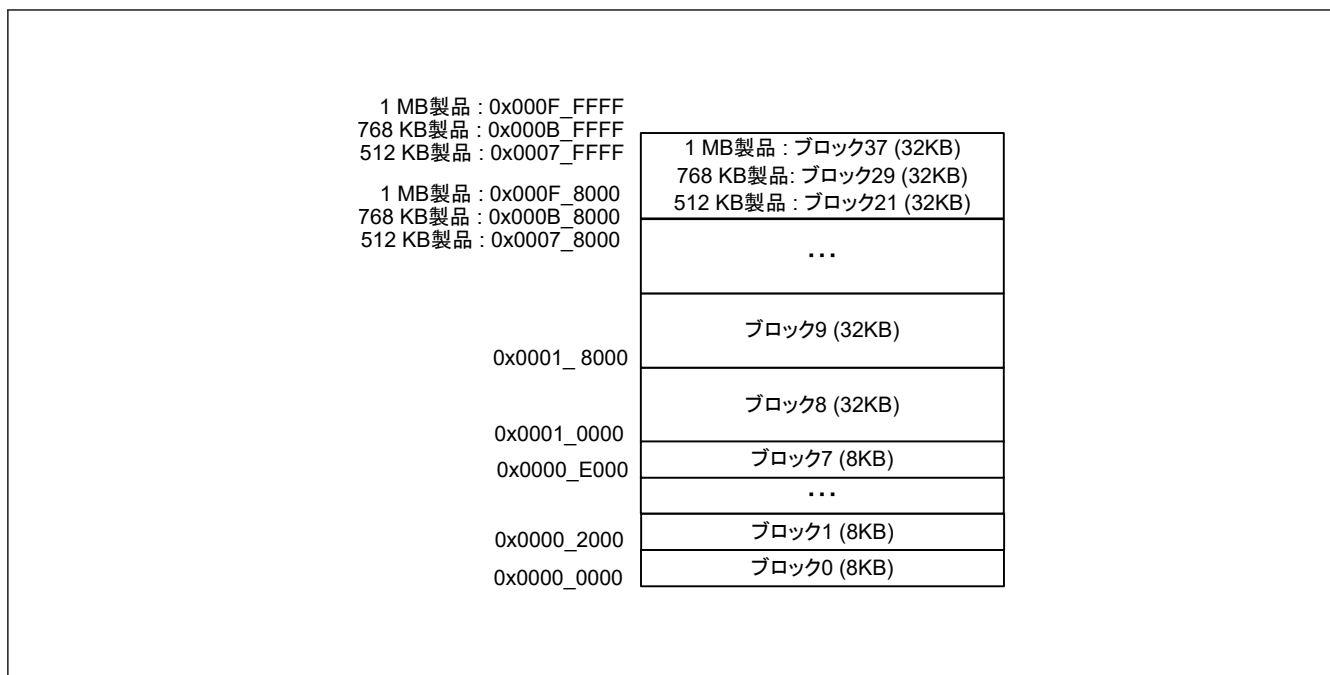 1 MB製品 : 0x000F_FFFF
768 KB製品 : 0x000B_FFFF
512 KB製品 : 0x0007_FFFF
1 MB製品 : ブロック37 (32KB)
768 KB製品: ブロック29 (32KB)
512 KB製品 : ブロック21 (32KB)
1 MB製品 : 0x000F_8000
768 KB製品 : 0x000B_8000
512 KB製品 : 0x0007_8000
...
ブロック9 (32KB)
0x0001_ 8000
ブロック8 (32KB)
0x0001_0000
ブロック7 (8KB)
0x0000_E000
...
ブロック1 (8KB)
0x0000_2000
ブロック0 (8KB)
0x0000_0000